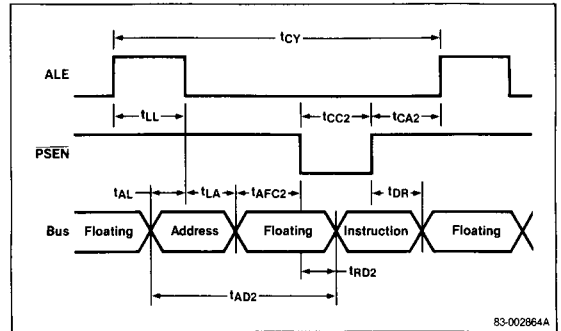 tCY
ALE
tLL
tCC2
tCA2
PSEN
tAL
tLA
tAFC2
tDR
Bus
Floating
Address
Floating
Instruction
Floating
tRD2
tAD2
83-002864A